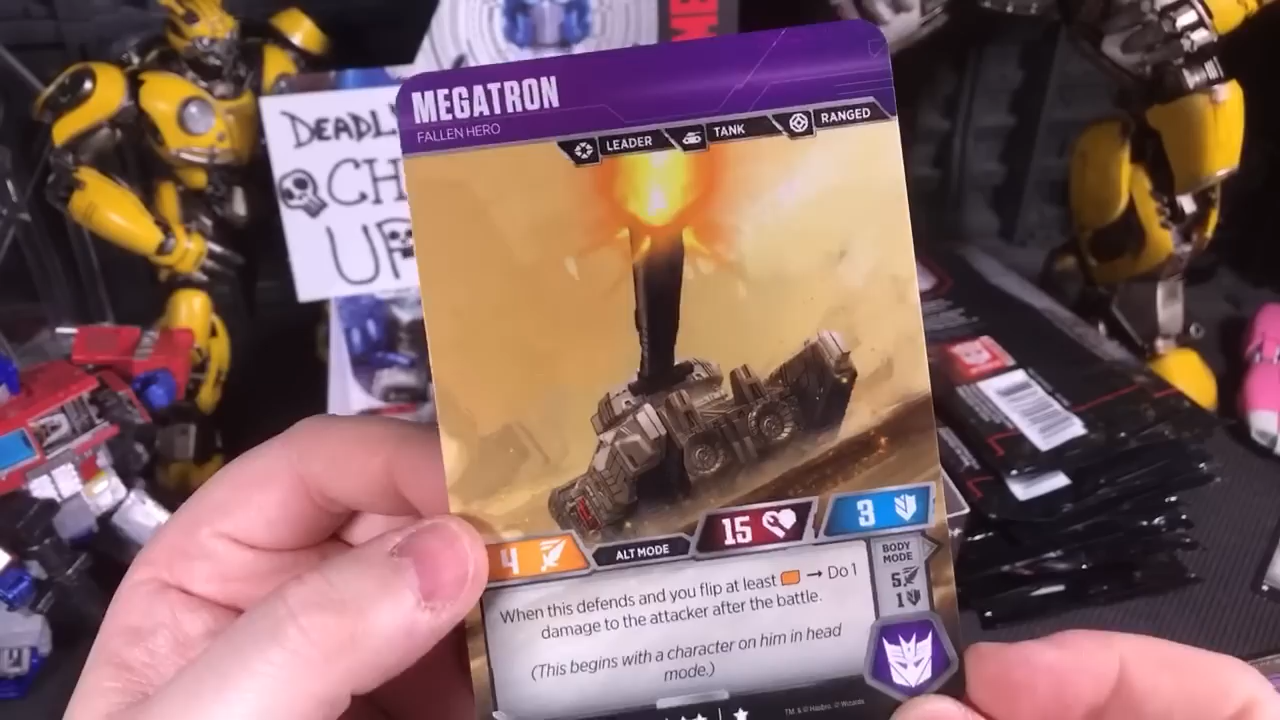 DEADL
CH
UP
MEGATRON
FALLEN HERO
LEADER TANK RANGED
4 ALT MODE 15 3
When this defends and you flip at least → Do 1
damage to the attacker after the battle.
(This begins with a character on him in head
mode.)
BODY
MODE
5
1
TM & © Hasbro. © Wizards.